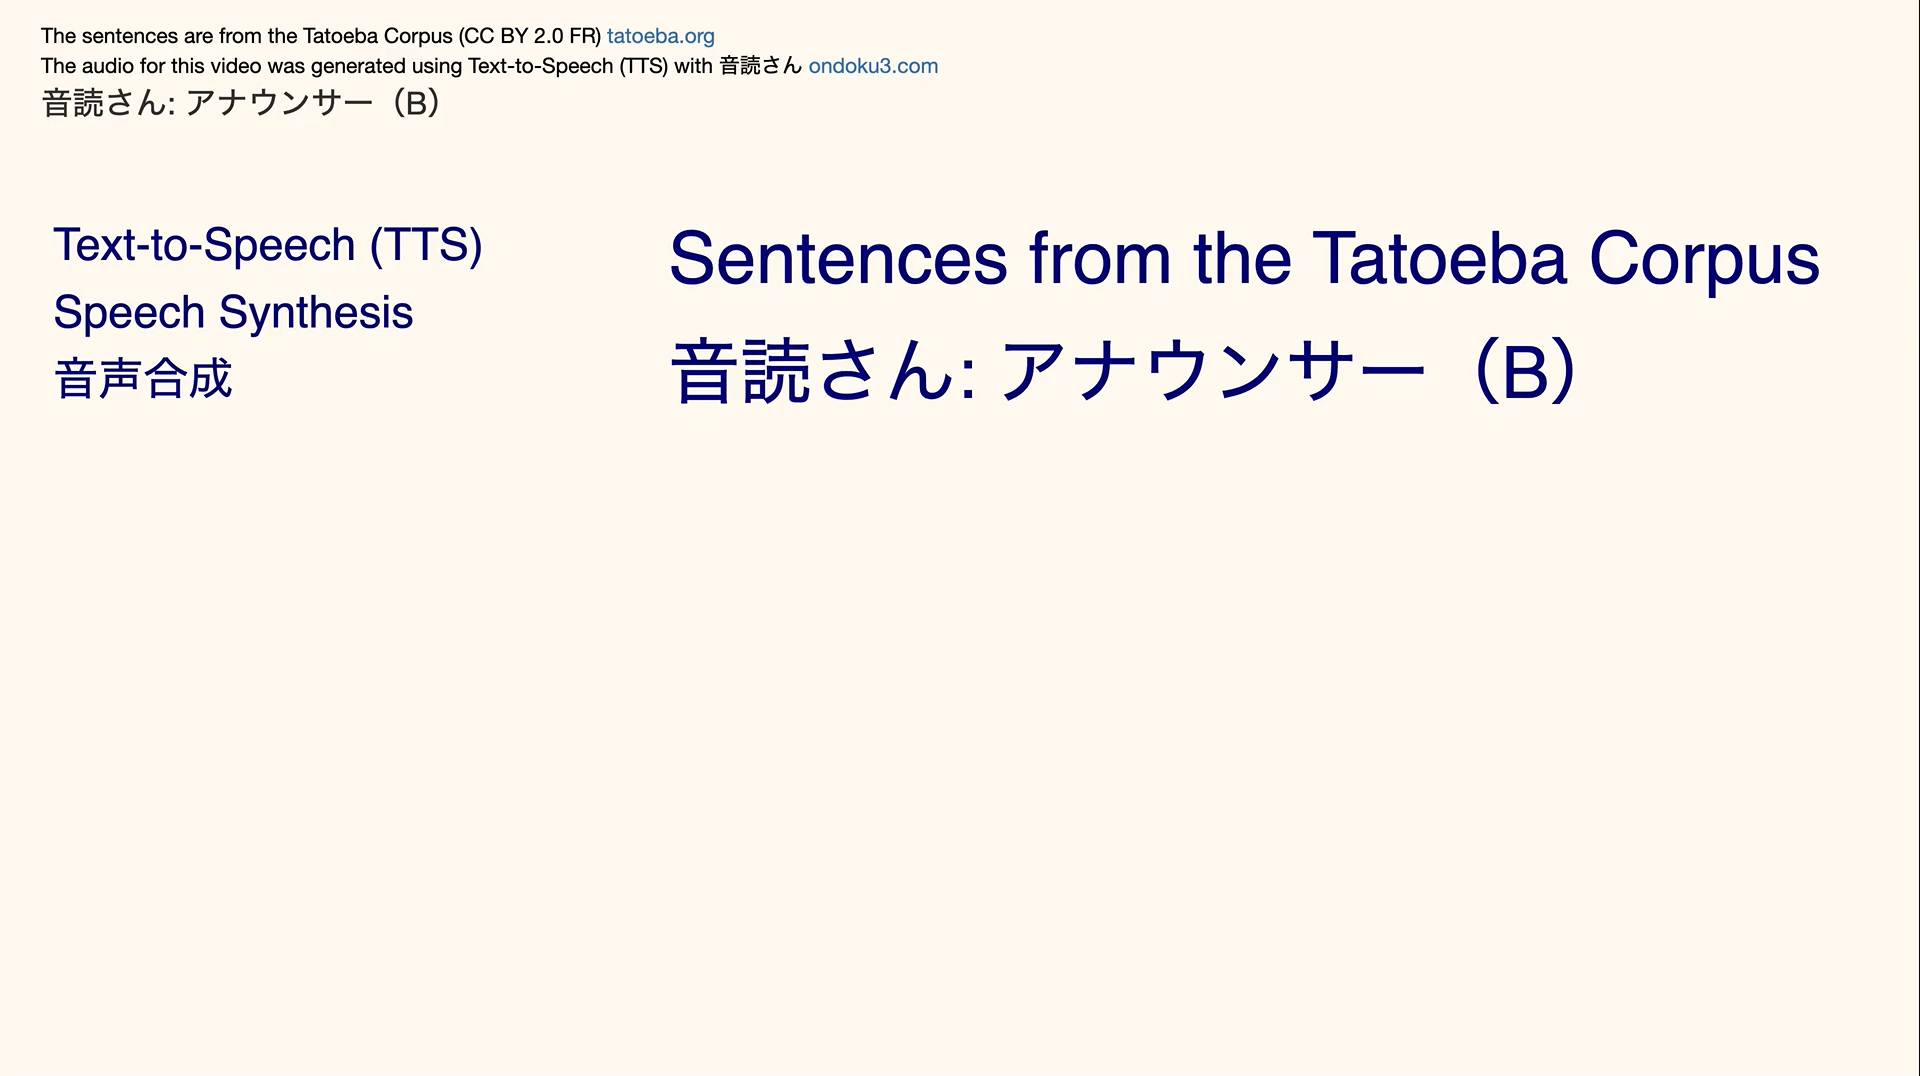 The sentences are from the Tatoeba Corpus (CC BY 2.0 FR) tatoeba.org
The audio for this video was generated using Text-to-Speech (TTS) with 音読さん ondoku3.com
音読さん: アナウンサー（B）
Text-to-Speech (TTS)
Speech Synthesis
音声合成
Sentences from the Tatoeba Corpus
音読さん: アナウンサー（B）